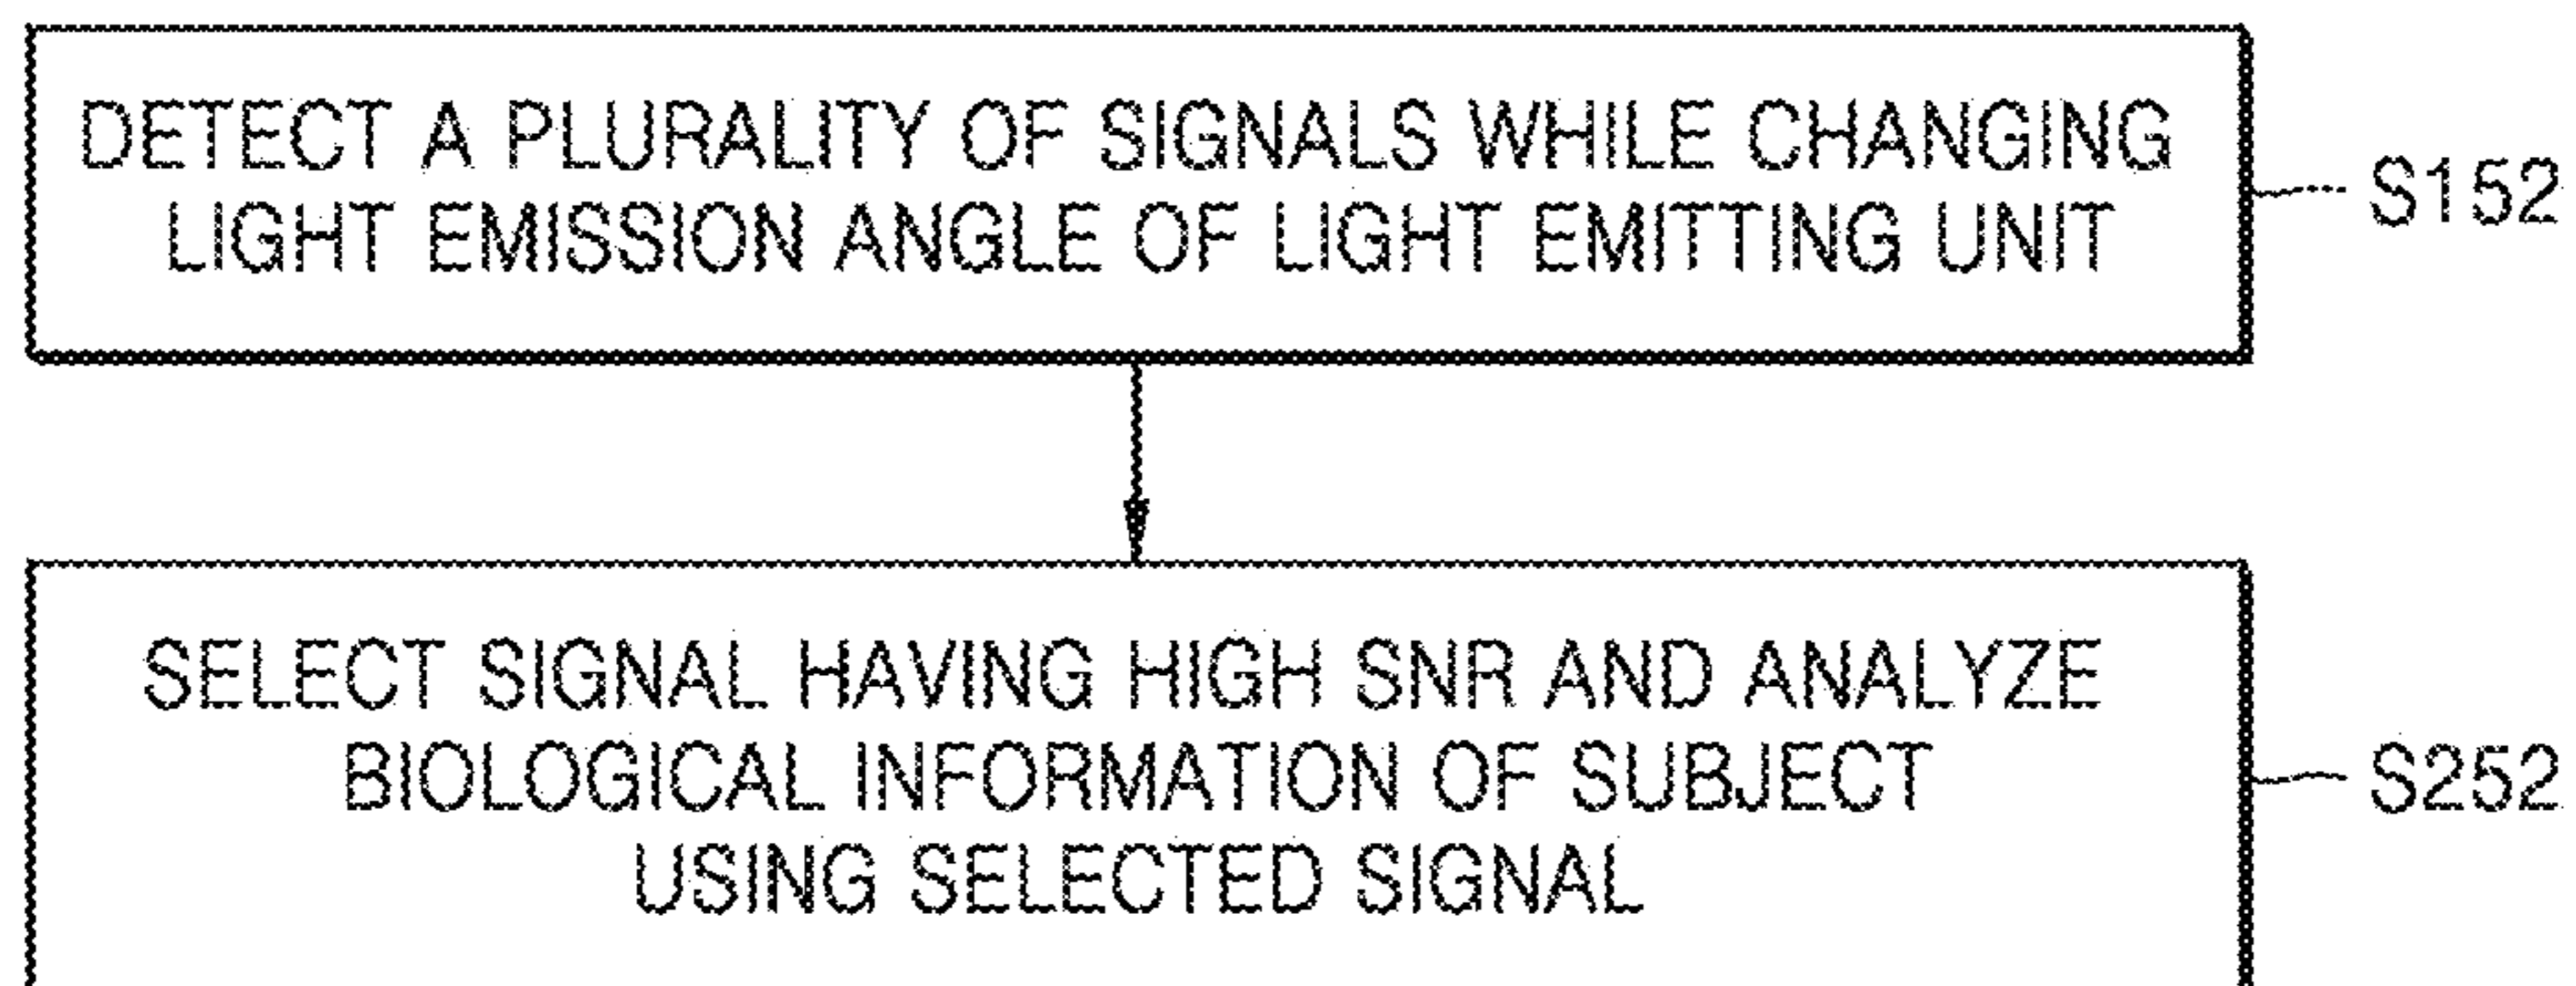 DETECT A PLURALITY OF SIGNALS WHILE CHANGING
LIGHT EMISSION ANGLE OF LIGHT EMITTING UNIT
S152
SELECT SIGNAL HAVING HIGH SNR AND ANALYZE
BIOLOGICAL INFORMATION OF SUBJECT
USING SELECTED SIGNAL
S252